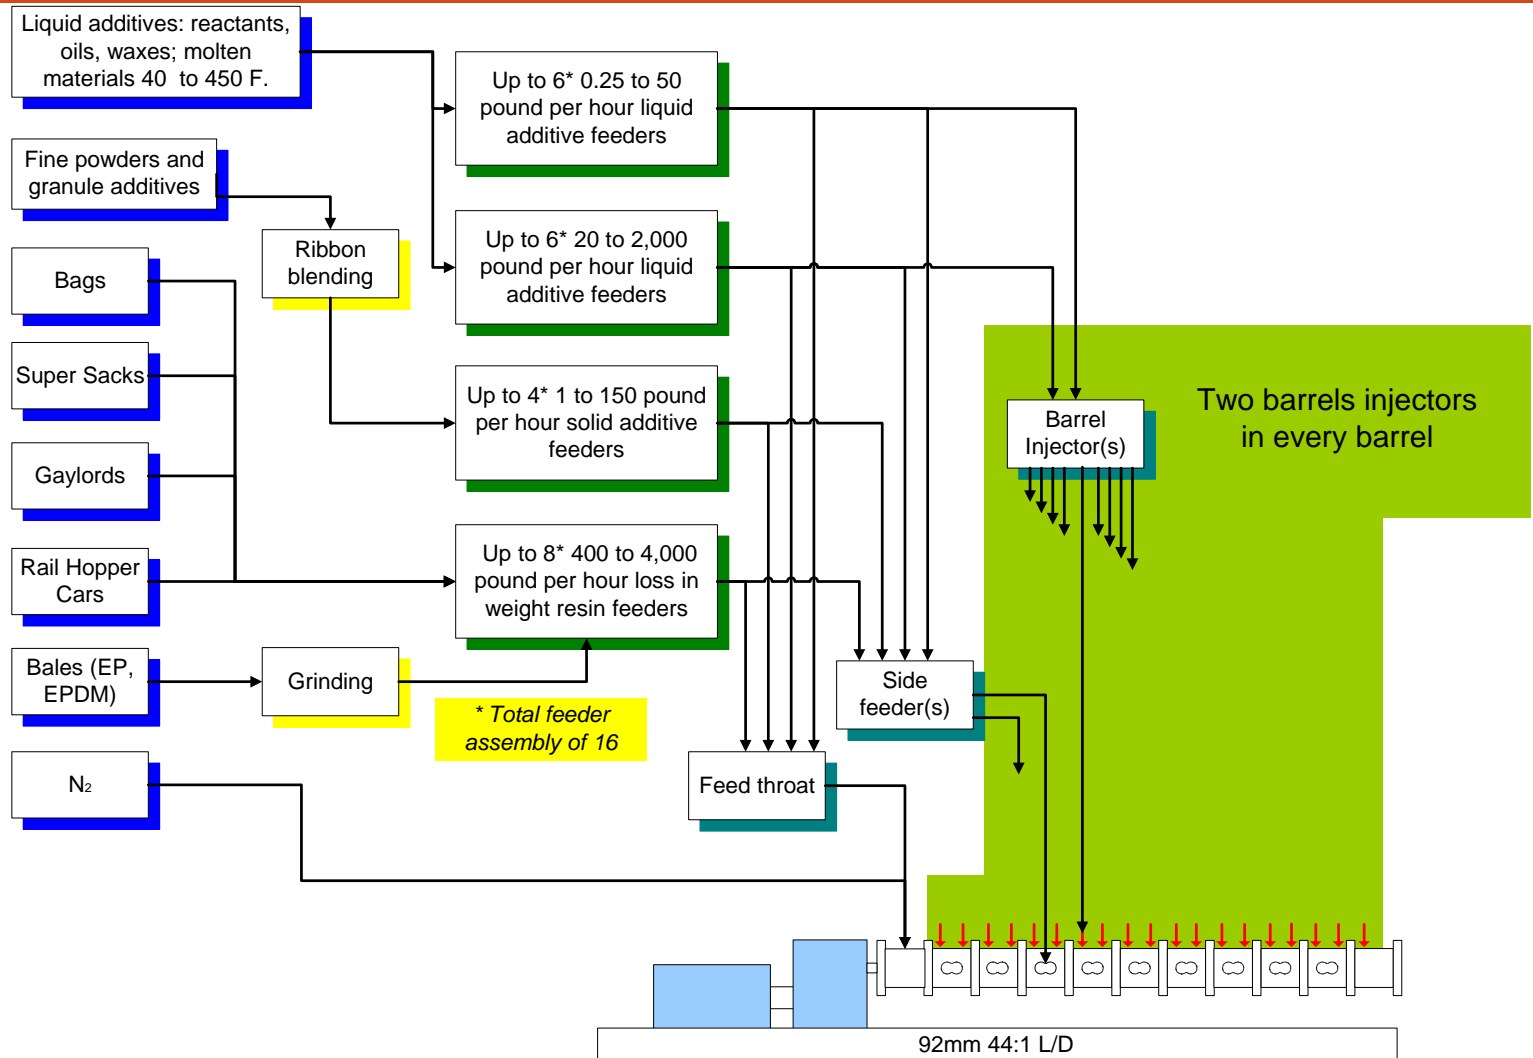 Liquid additives: reactants,
oils, waxes; molten
materials 40  to 450 F.
Up to 6* 0.25 to 50
pound per hour liquid
additive feeders
Fine powders and
granule additives
Ribbon
blending
Up to 6* 20 to 2,000
pound per hour liquid
additive feeders
Bags
Super Sacks
Up to 4* 1 to 150 pound
per hour solid additive
feeders
Two barrels injectors
in every barrel
Barrel
Injector(s)
Gaylords
Rail Hopper
Cars
Up to 8* 400 to 4,000
pound per hour loss in
weight resin feeders
Bales (EP,
EPDM)
Grinding
* Total feeder
assembly of 16
Side
feeder(s)
N2
Feed throat
92mm 44:1 L/D